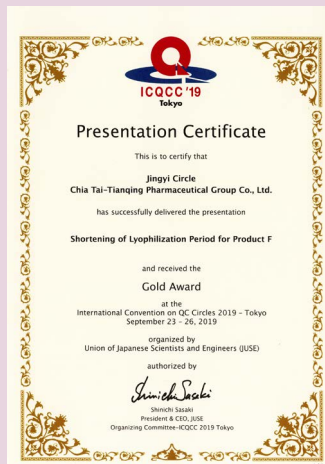 ICQCC '19
Tokyo
Presentation Certificate
This is to certify that
Jingyi Circle
Chia Tai-Tianqing Pharmaceutical Group Co., Ltd.
has successfully delivered the presentation
Shortening of Lyophilization Period for Product F
and received the
Gold Award
at the
International Convention on QC Circles 2019 – Tokyo
September 23 - 26, 2019
organized by
Union of Japanese Scientists and Engineers (JUSE)
authorized by
Shinichi Sasaki
Shinichi Sasaki
President & CEO, JUSE
Organizing Committee-ICQCC 2019 Tokyo